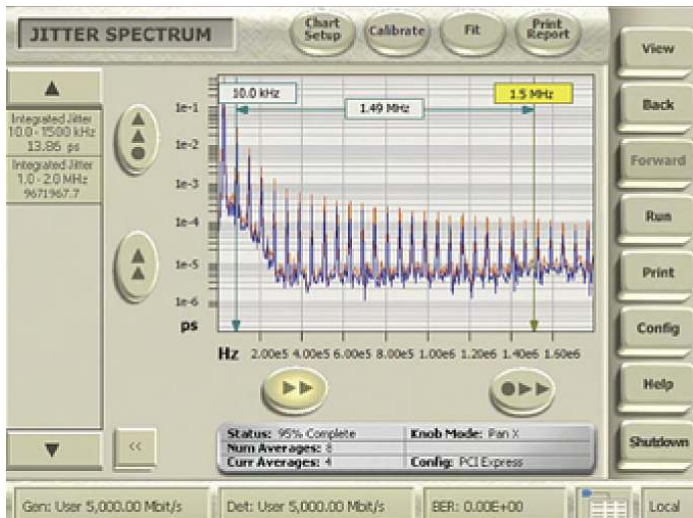 JITTER SPECTRUM
Chart Setup
Calibrate
Fit
Print Report
View
Back
Forward
Run
Print
Config
Help
Shutdown
Integrated Jitter
10.0 - 1500 kHz
13.86 ps
Integrated Jitter
1.0 - 2.0 MHz
9671967.7
10.0 kHz
1.49 MHz
1.5 MHz
1e-1
1e-2
1e-3
1e-4
1e-5
1e-6
ps
Hz 2.00e5 4.00e5 6.00e5 8.00e5 1.00e6 1.20e6 1.40e6 1.60e6
<<
Status: 95% Complete
Knob Mode: Pan X
Num Averages: 8
Curr Averages: 4
Config: PCI Express
Gen: User 5,000.00 Mbit/s
Det: User 5,000.00 Mbit/s
BER: 0.00E+00
Local